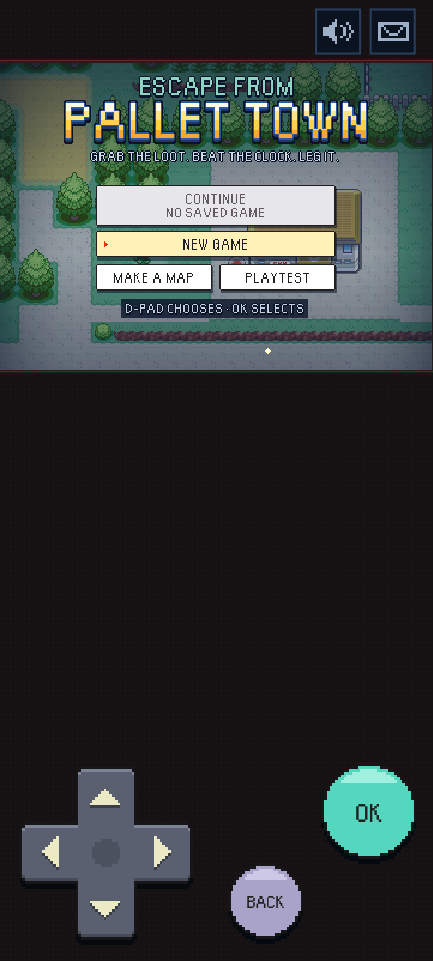 ESCAPE FROM
PALLET TOWN
GRAB THE LOOT. BEAT THE CLOCK. LEG IT.
CONTINUE
NO SAVED GAME
NEW GAME
MAKE A MAP
PLAYTEST
D-PAD CHOOSES · OK SELECTS
OK
BACK